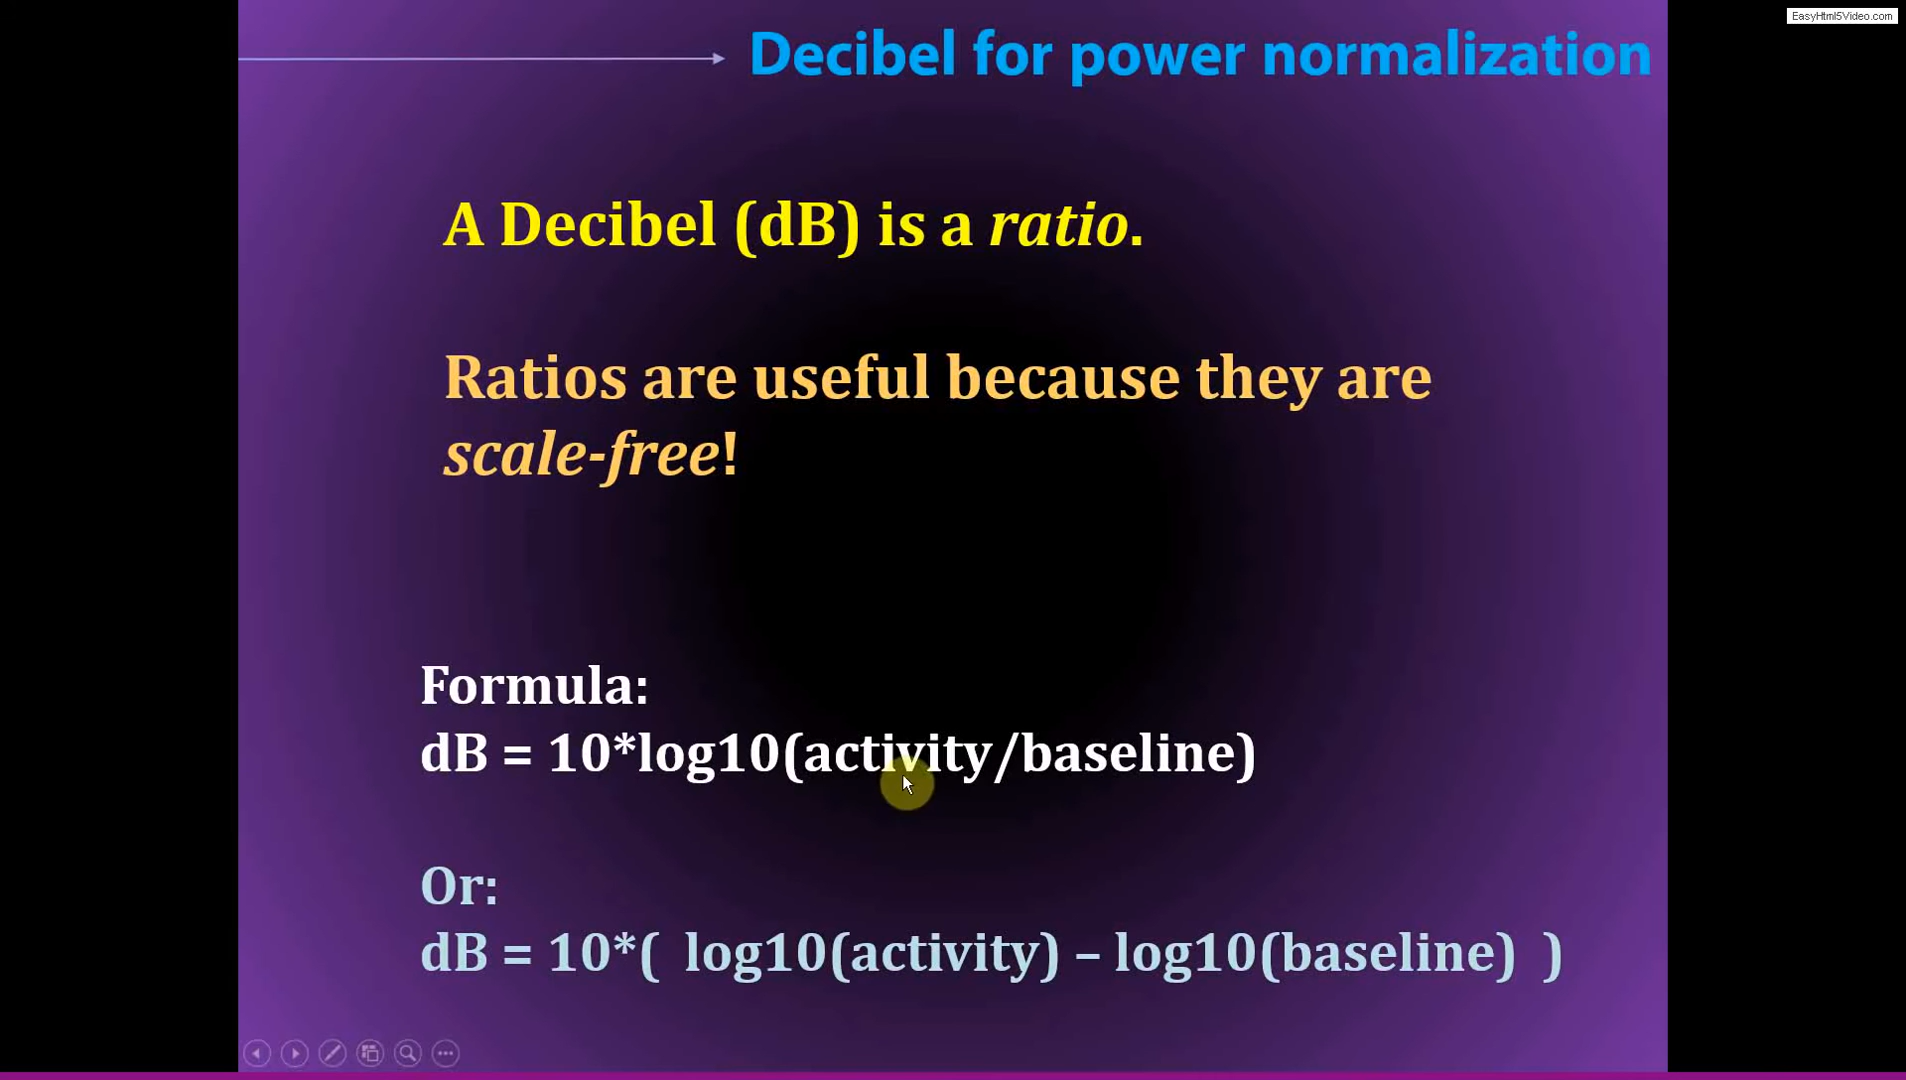 EasyHtml5Video.com
Decibel for power normalization
A Decibel (dB) is a ratio.
Ratios are useful because they are
scale-free!
Formula:
dB = 10*log10(activity/baseline)
Or:
dB = 10*( log10(activity) – log10(baseline) )